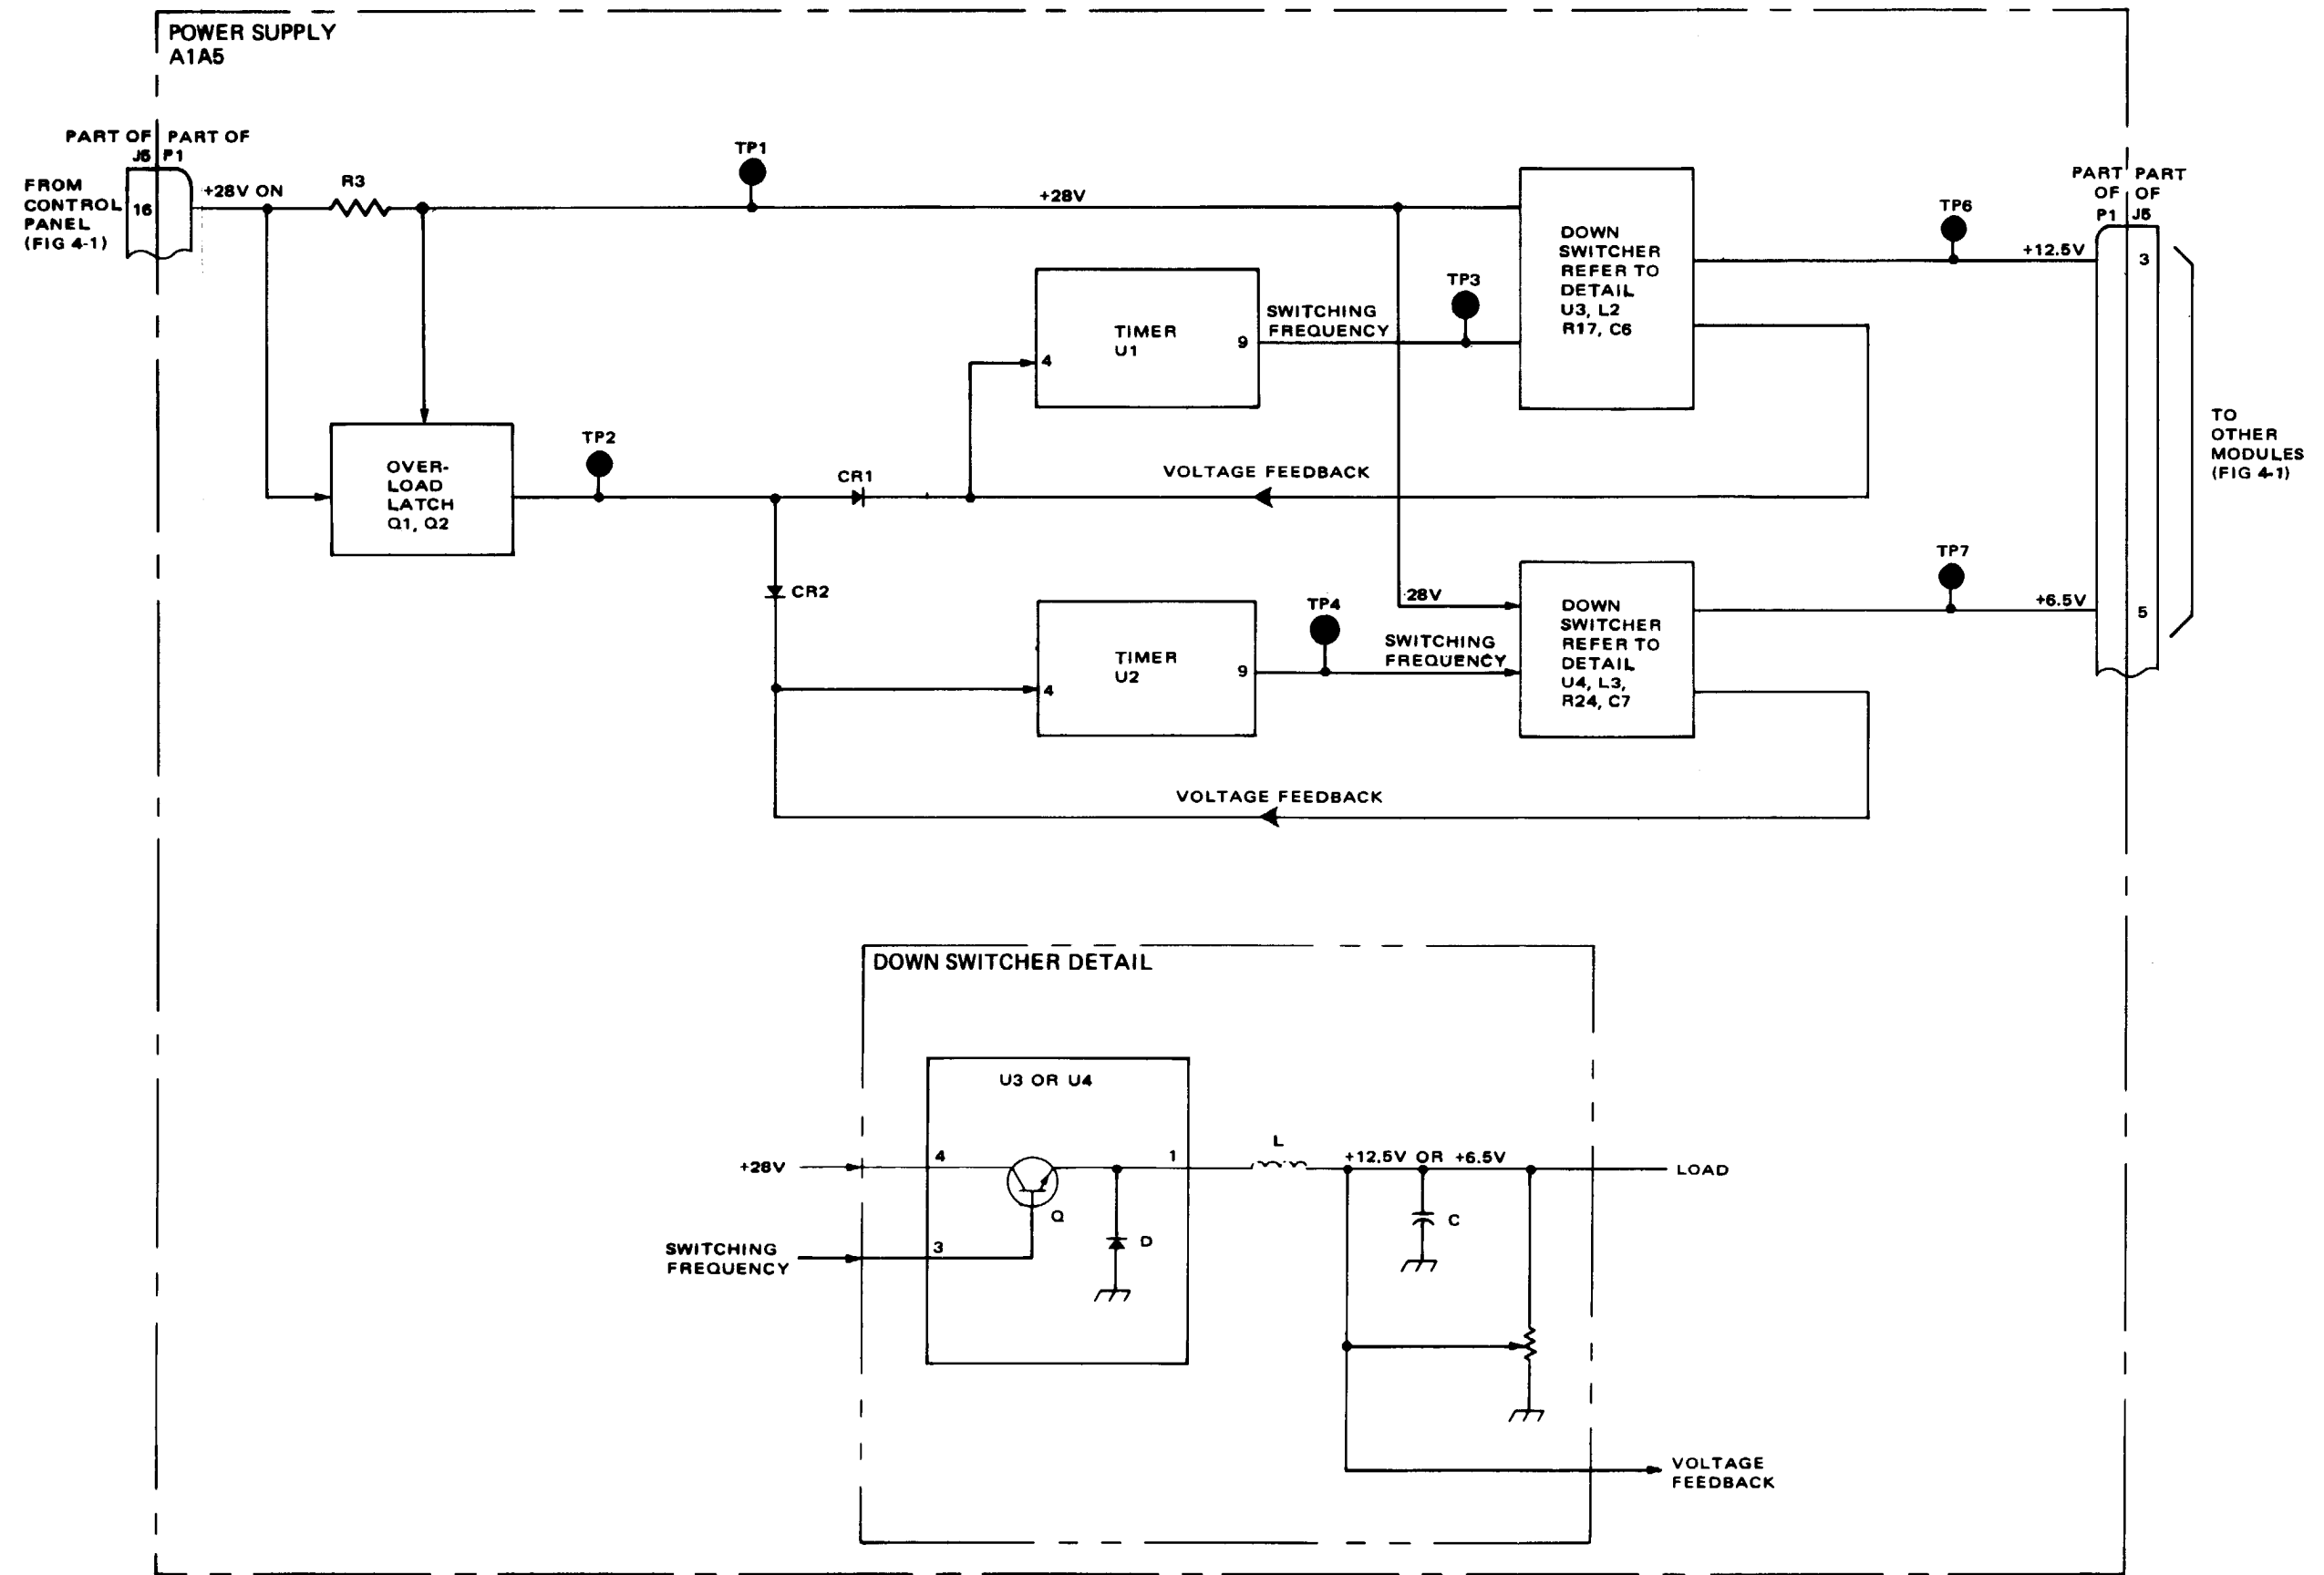 POWER SUPPLY
A1A5
PART OF
J5
PART OF
P1
FROM
CONTROL
PANEL
(FIG 4-1)
16
+28V ON
R3
TP1
+28V
DOWN
SWITCHER
REFER TO
DETAIL
U3, L2
R17, C6
TP6
+12.5V
PART
OF
P1
PART
OF
J5
3
5
TO
OTHER
MODULES
(FIG 4-1)
TIMER
U1
4
9
SWITCHING
FREQUENCY
TP3
OVER-
LOAD
LATCH
Q1, Q2
TP2
CR1
VOLTAGE FEEDBACK
CR2
TIMER
U2
4
9
TP4
28V
SWITCHING
FREQUENCY
DOWN
SWITCHER
REFER TO
DETAIL
U4, L3,
R24, C7
TP7
+6.5V
VOLTAGE FEEDBACK
DOWN SWITCHER DETAIL
U3 OR U4
+28V
4
1
Q
D
3
SWITCHING
FREQUENCY
L
+12.5V OR +6.5V
C
LOAD
VOLTAGE
FEEDBACK